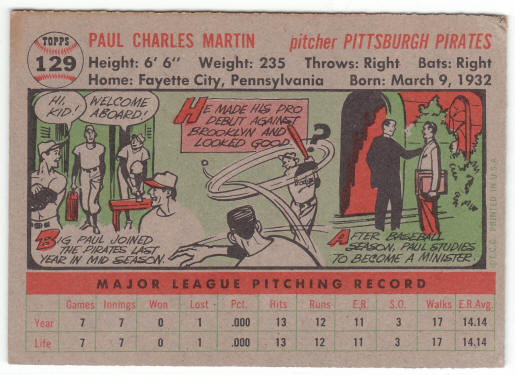 TOPPS
129
PAUL CHARLES MARTIN pitcher PITTSBURGH PIRATES
Height: 6' 6" Weight: 235 Throws: Right Bats: Right
Home: Fayette City, Pennsylvania Born: March 9, 1932
HI, KID!
WELCOME ABOARD!
BIG PAUL JOINED
THE PIRATES LAST
YEAR IN MID SEASON.
HE MADE HIS PRO
DEBUT AGAINST
BROOKLYN AND
LOOKED GOOD.
?
AFTER BASEBALL
SEASON, PAUL STUDIES
TO BECOME A MINISTER.
© T.C.G. PRINTED IN U.S.A.
MAJOR LEAGUE PITCHING RECORD
Games Innings Won Lost Pct. Hits Runs E.R. S.O. Walks E.R.Avg.
Year 7 7 0 1 .000 13 12 11 3 17 14.14
Life 7 7 0 1 .000 13 12 11 3 17 14.14